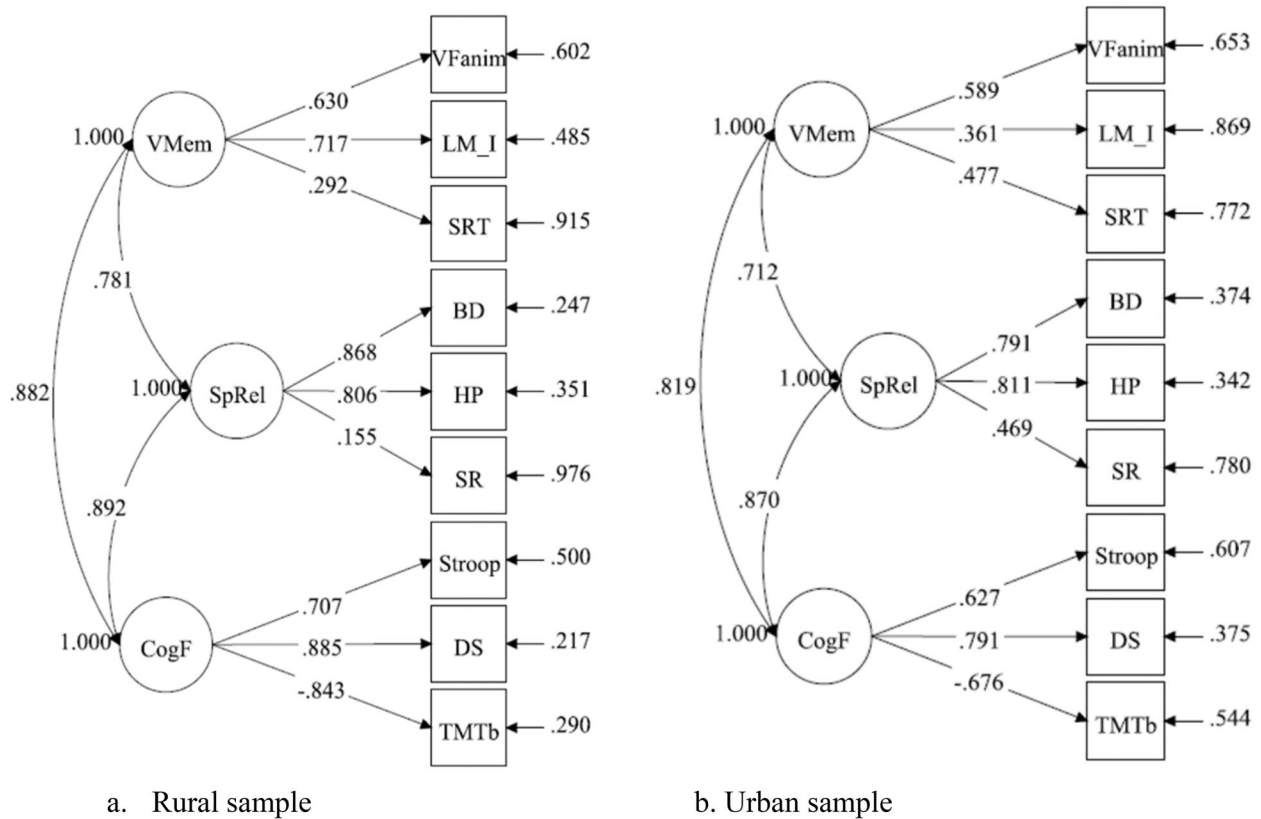 VFanim .602
.630
1.000 VMem .717 LM_I .485
.292
SRT .915
.781
BD .247
.868
.882 1.000 SpRel .806 HP .351
.155
SR .976
.892
Stroop .500
.707
1.000 CogF .885 DS .217
-.843
TMTb .290
a. Rural sample
VFanim .653
.589
1.000 VMem .361 LM_I .869
.477
SRT .772
.712
BD .374
.791
.819 1.000 SpRel .811 HP .342
.469
SR .780
.870
Stroop .607
.627
1.000 CogF .791 DS .375
-.676
TMTb .544
b. Urban sample